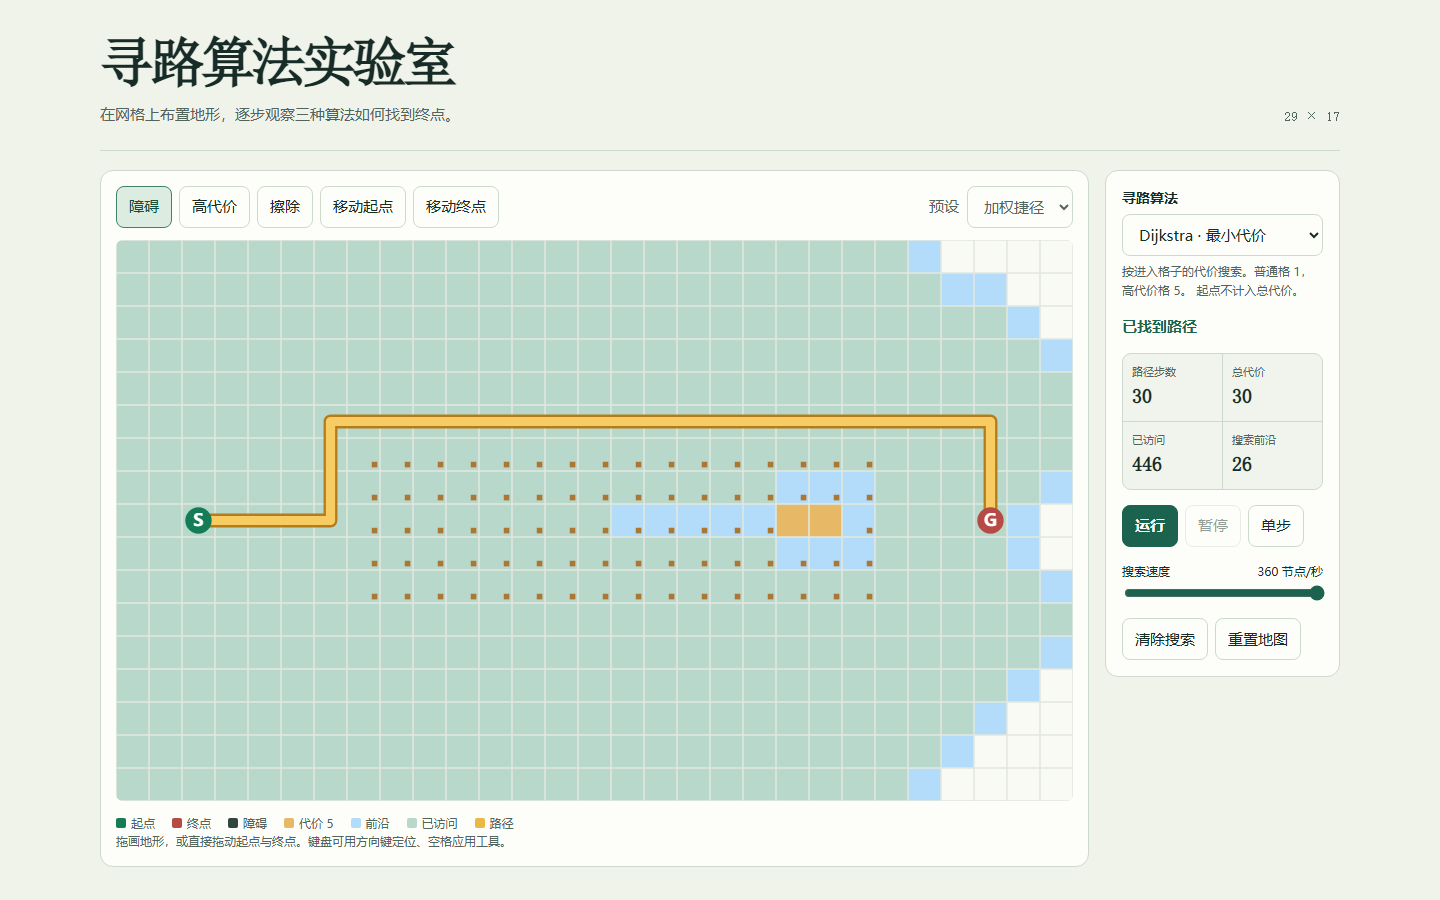 寻路算法实验室
在网格上布置地形，逐步观察三种算法如何找到终点。
29 × 17
障碍
高代价
擦除
移动起点
移动终点
预设
加权捷径
S
G
起点
终点
障碍
代价 5
前沿
已访问
路径
拖画地形，或直接拖动起点与终点。键盘可用方向键定位、空格应用工具。
寻路算法
Dijkstra · 最小代价
按进入格子的代价搜索。普通格 1，
高代价格 5。 起点不计入总代价。
已找到路径
路径步数
30
总代价
30
已访问
446
搜索前沿
26
运行
暂停
单步
搜索速度
360 节点/秒
清除搜索
重置地图